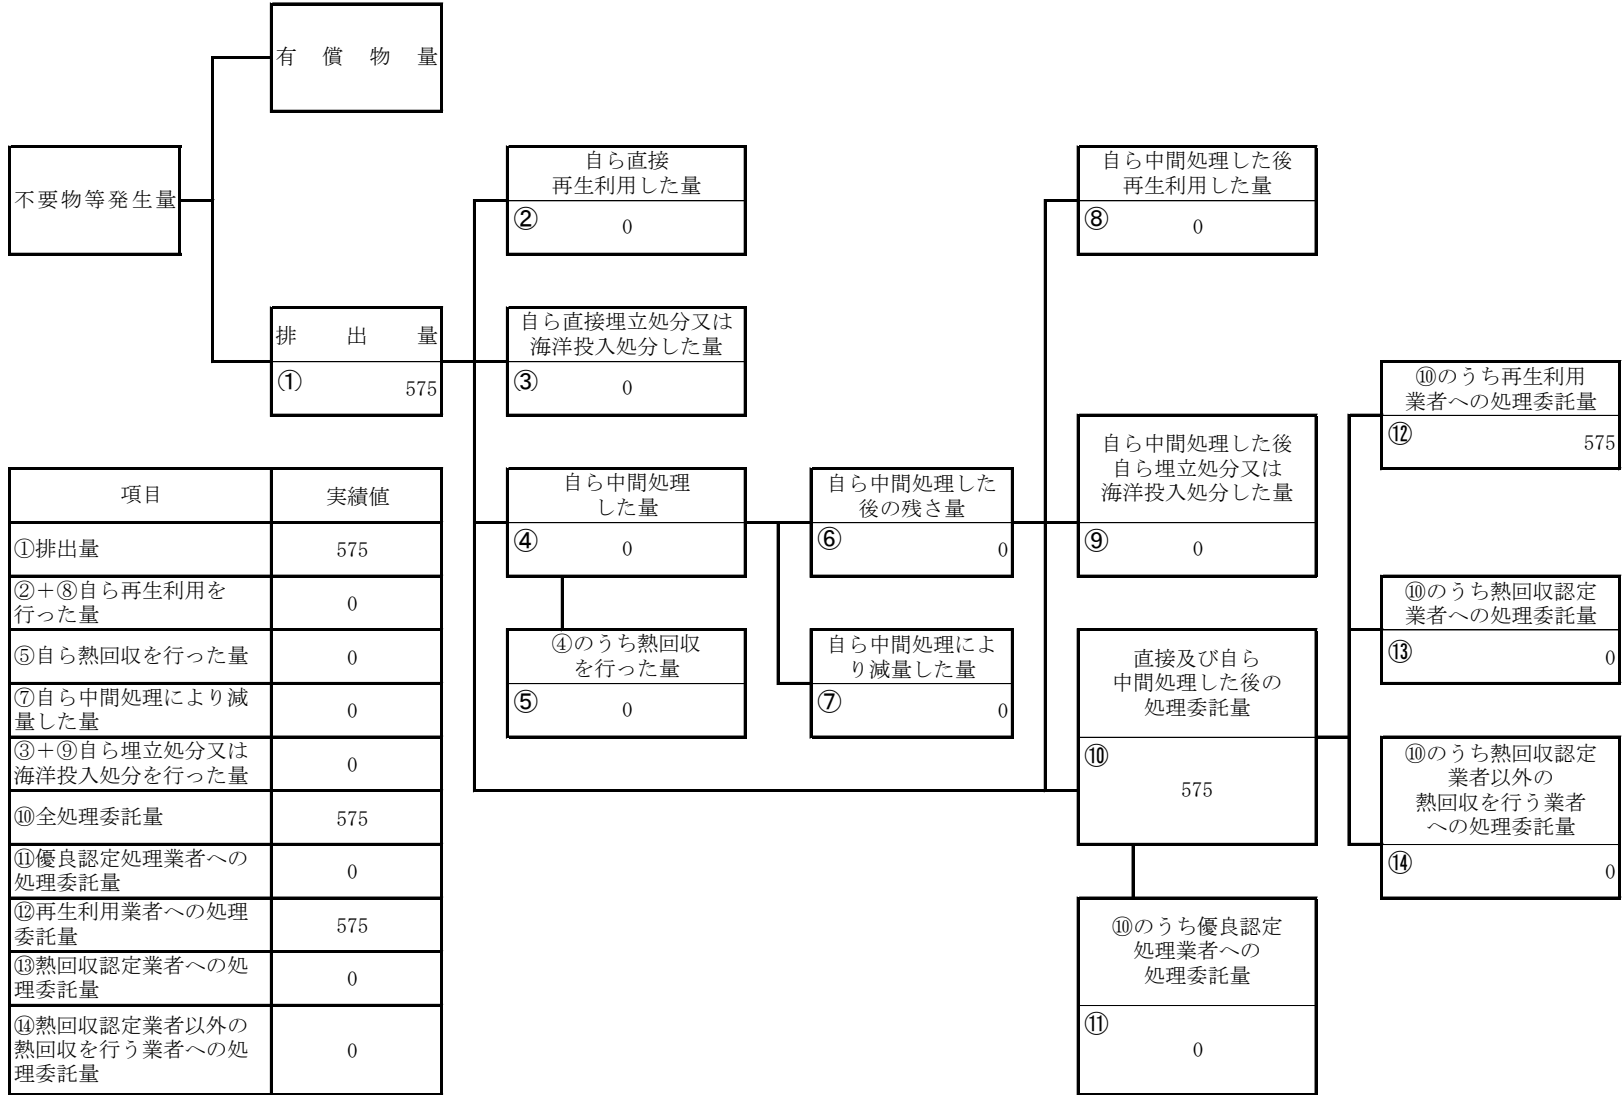 有償物量
不要物等発生量
排出量
① 575
自ら直接
再生利用した量
② 0
自ら直接埋立処分又は
海洋投入処分した量
③ 0
自ら中間処理
した量
④ 0
④のうち熱回収
を行った量
⑤ 0
自ら中間処理した
後の残さ量
⑥ 0
自ら中間処理によ
り減量した量
⑦ 0
自ら中間処理した後
再生利用した量
⑧ 0
自ら中間処理した後
自ら埋立処分又は
海洋投入処分した量
⑨ 0
直接及び自ら
中間処理した後の
処理委託量
⑩
575
⑩のうち優良認定
処理業者への
処理委託量
⑪
0
⑩のうち再生利用
業者への処理委託量
⑫ 575
⑩のうち熱回収認定
業者への処理委託量
⑬ 0
⑩のうち熱回収認定
業者以外の
熱回収を行う業者
への処理委託量
⑭ 0
項目 実績値
①排出量 575
②+⑧自ら再生利用を
行った量 0
⑤自ら熱回収を行った量 0
⑦自ら中間処理により減
量した量 0
③+⑨自ら埋立処分又は
海洋投入処分を行った量 0
⑩全処理委託量 575
⑪優良認定処理業者への
処理委託量 0
⑫再生利用業者への処理
委託量 575
⑬熱回収認定業者への処
理委託量 0
⑭熱回収認定業者以外の
熱回収を行う業者への処
理委託量 0